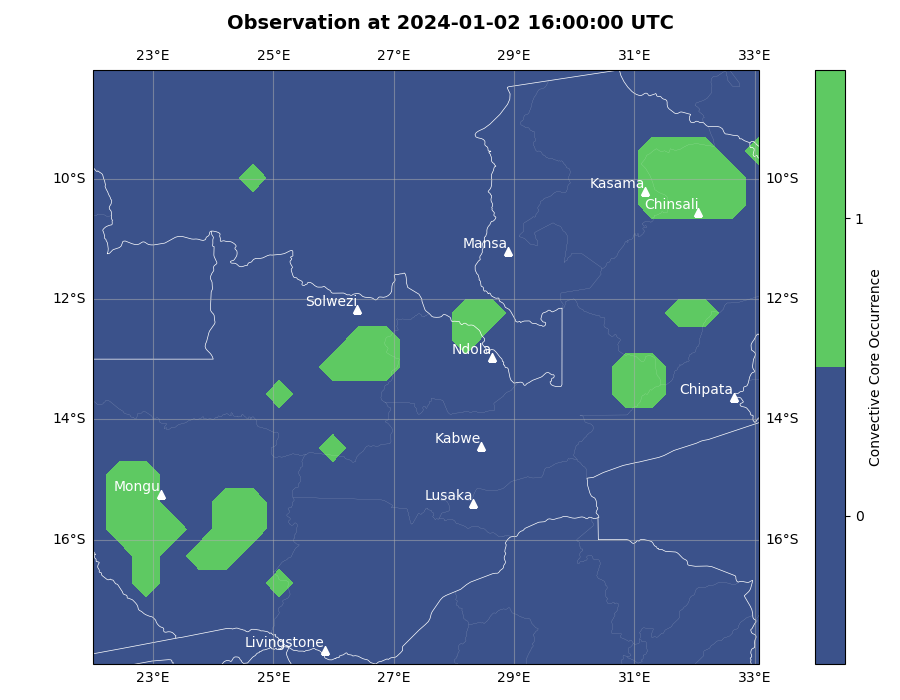 Observation at 2024-01-02 16:00:00 UTC
23°E 25°E 27°E 29°E 31°E 33°E
10°S 10°S
Kasama
Chinsali
Mansa
12°S 12°S
Solwezi
Ndola
Chipata
14°S 14°S
Kabwe
Mongu
Lusaka
16°S 16°S
Livingstone
23°E 25°E 27°E 29°E 31°E 33°E
1
0
Convective Core Occurrence